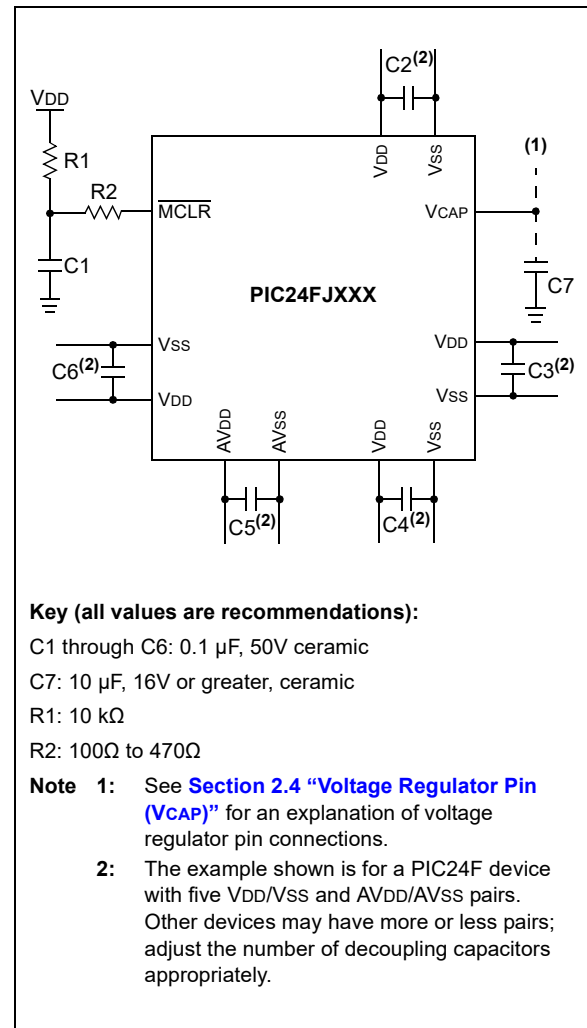 C2(2)
VDD
R1
R2
C1
MCLR
VDD
VSS
(1)
VCAP
C7
PIC24FJXXX
VSS
C6(2)
VDD
VDD
C3(2)
VSS
AVDD
AVSS
VDD
VSS
C5(2)
C4(2)
Key (all values are recommendations):
C1 through C6: 0.1 µF, 50V ceramic
C7: 10 µF, 16V or greater, ceramic
R1: 10 kΩ
R2: 100Ω to 470Ω
Note 1: See Section 2.4 “Voltage Regulator Pin
(VCAP)” for an explanation of voltage
regulator pin connections.
2: The example shown is for a PIC24F device
with five VDD/VSS and AVDD/AVSS pairs.
Other devices may have more or less pairs;
adjust the number of decoupling capacitors
appropriately.